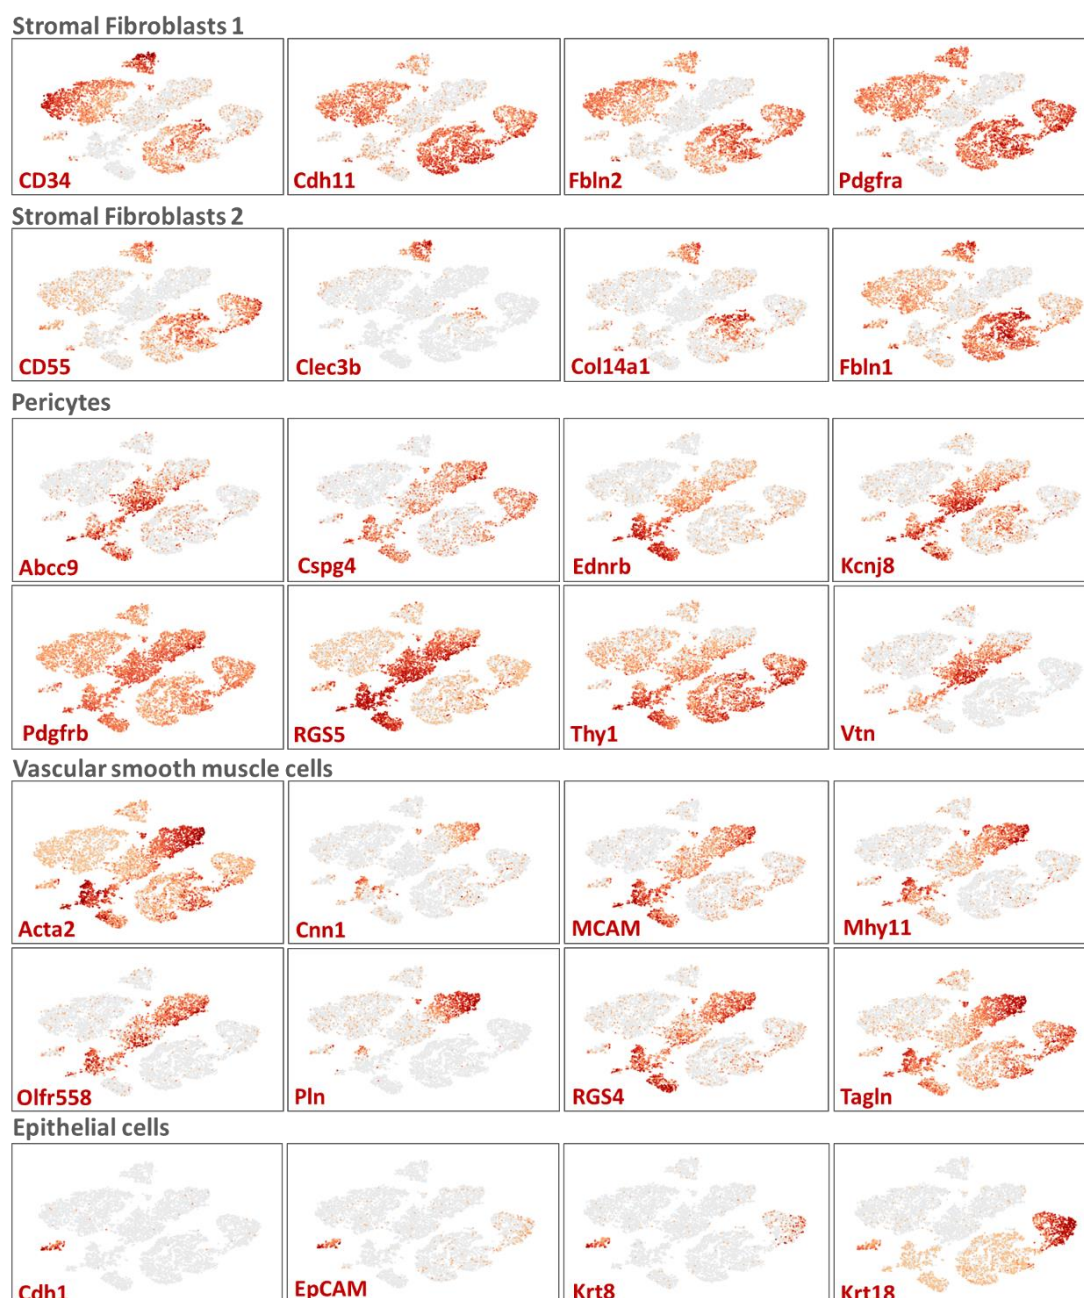 Stromal Fibroblasts 1
CD34 Cdh11 Fbln2 Pdgfra
Stromal Fibroblasts 2
CD55 Clec3b Col14a1 Fbln1
Pericytes
Abcc9 Cspg4 Ednrb Kcnj8
Pdgfrb RGS5 Thy1 Vtn
Vascular smooth muscle cells
Acta2 Cnn1 MCAM Mhy11
Olfr558 Pln RGS4 Tagln
Epithelial cells
Cdh1 EpCAM Krt8 Krt18